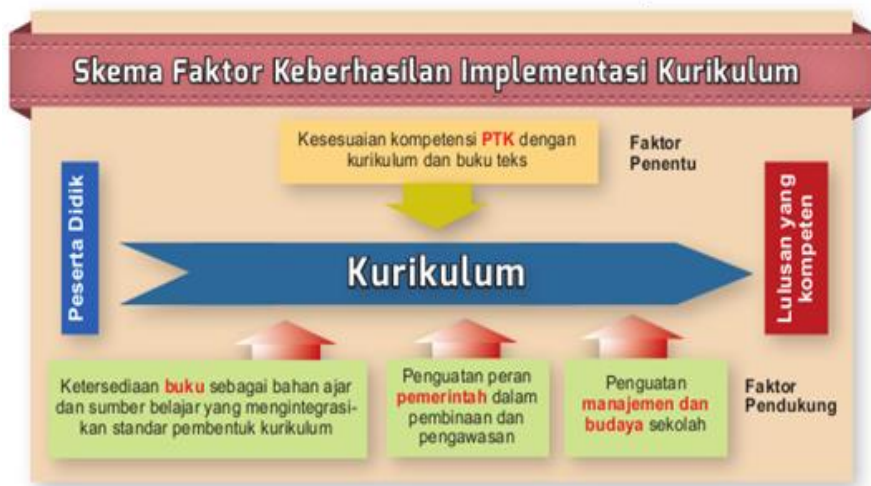 Skema Faktor Keberhasilan Implementasi Kurikulum
Kesesuaian kompetensi PTK dengan
kurikulum dan buku teks
Faktor
Penentu
Peserta Didik
Kurikulum
Lulusan yang
kompeten
Ketersediaan buku sebagai bahan ajar
dan sumber belajar yang mengintegrasi-
kan standar pembentuk kurikulum
Penguatan peran
pemerintah dalam
pembinaan dan
pengawasan
Penguatan
manajemen dan
budaya sekolah
Faktor
Pendukung